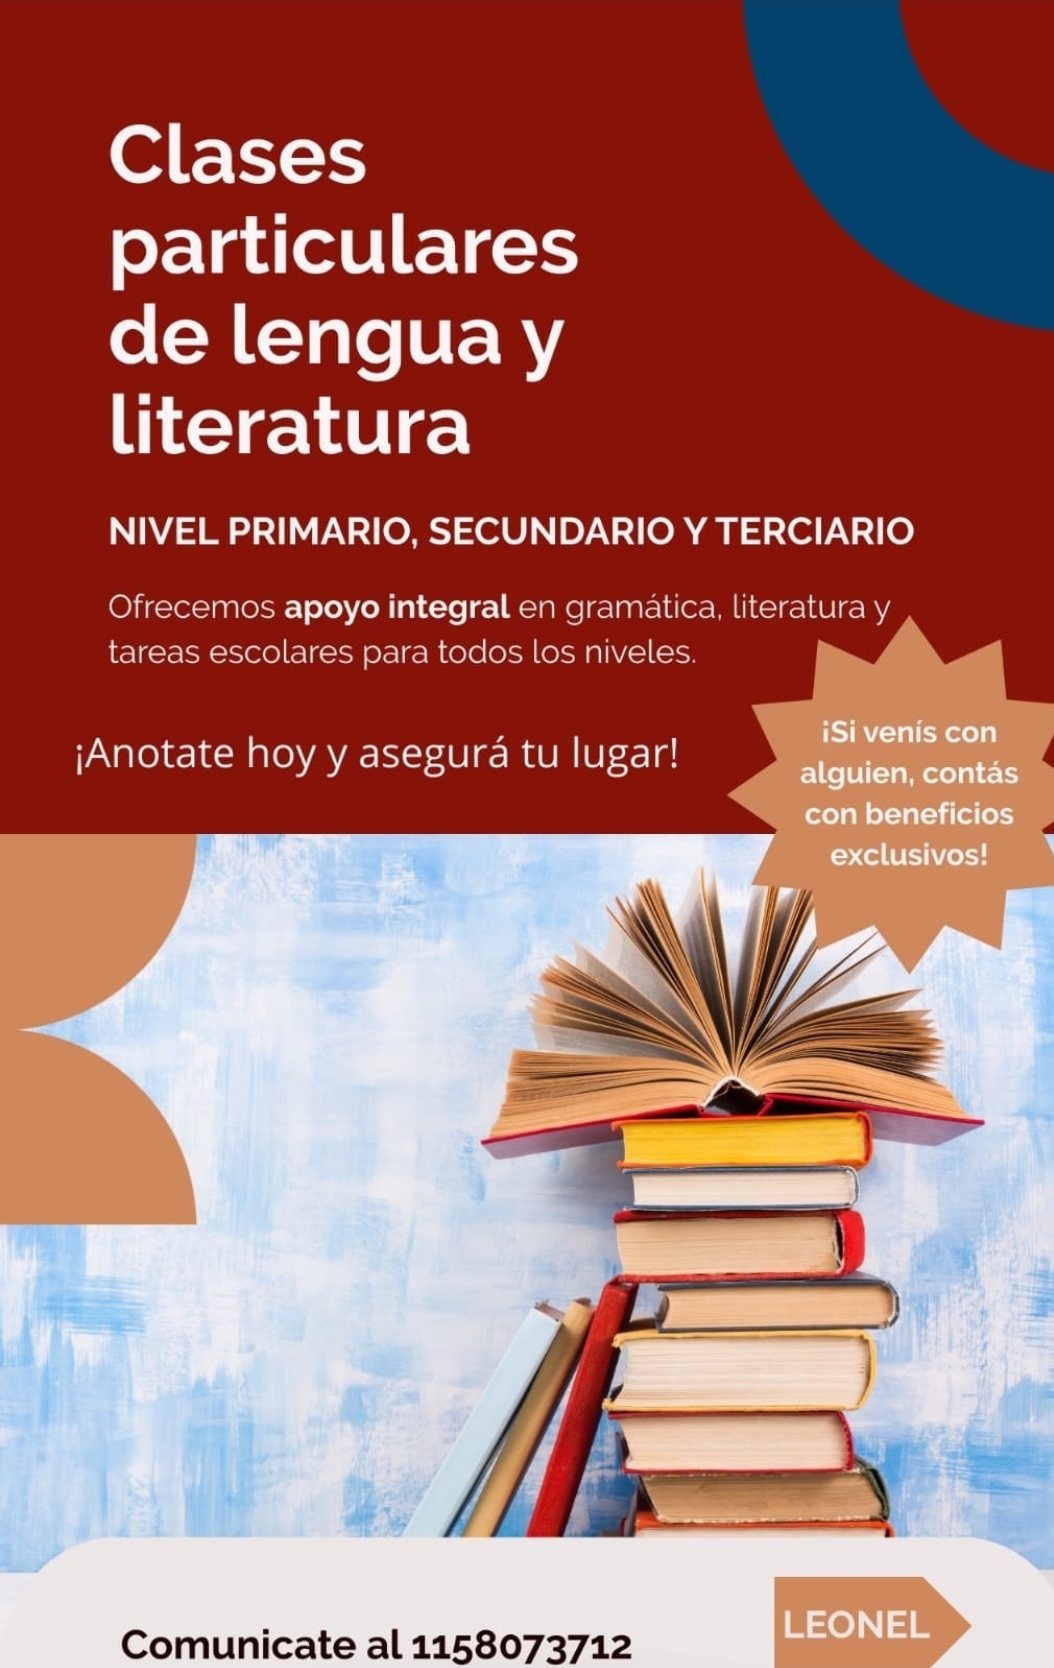 Clases
particulares
de lengua y
literatura
NIVEL PRIMARIO, SECUNDARIO Y TERCIARIO
Ofrecemos apoyo integral en gramática, literatura y
tareas escolares para todos los niveles.
¡Anotate hoy y asegurá tu lugar!
¡Si venís con
alguien, contás
con beneficios
exclusivos!
LEONEL
Comunicate al 1158073712